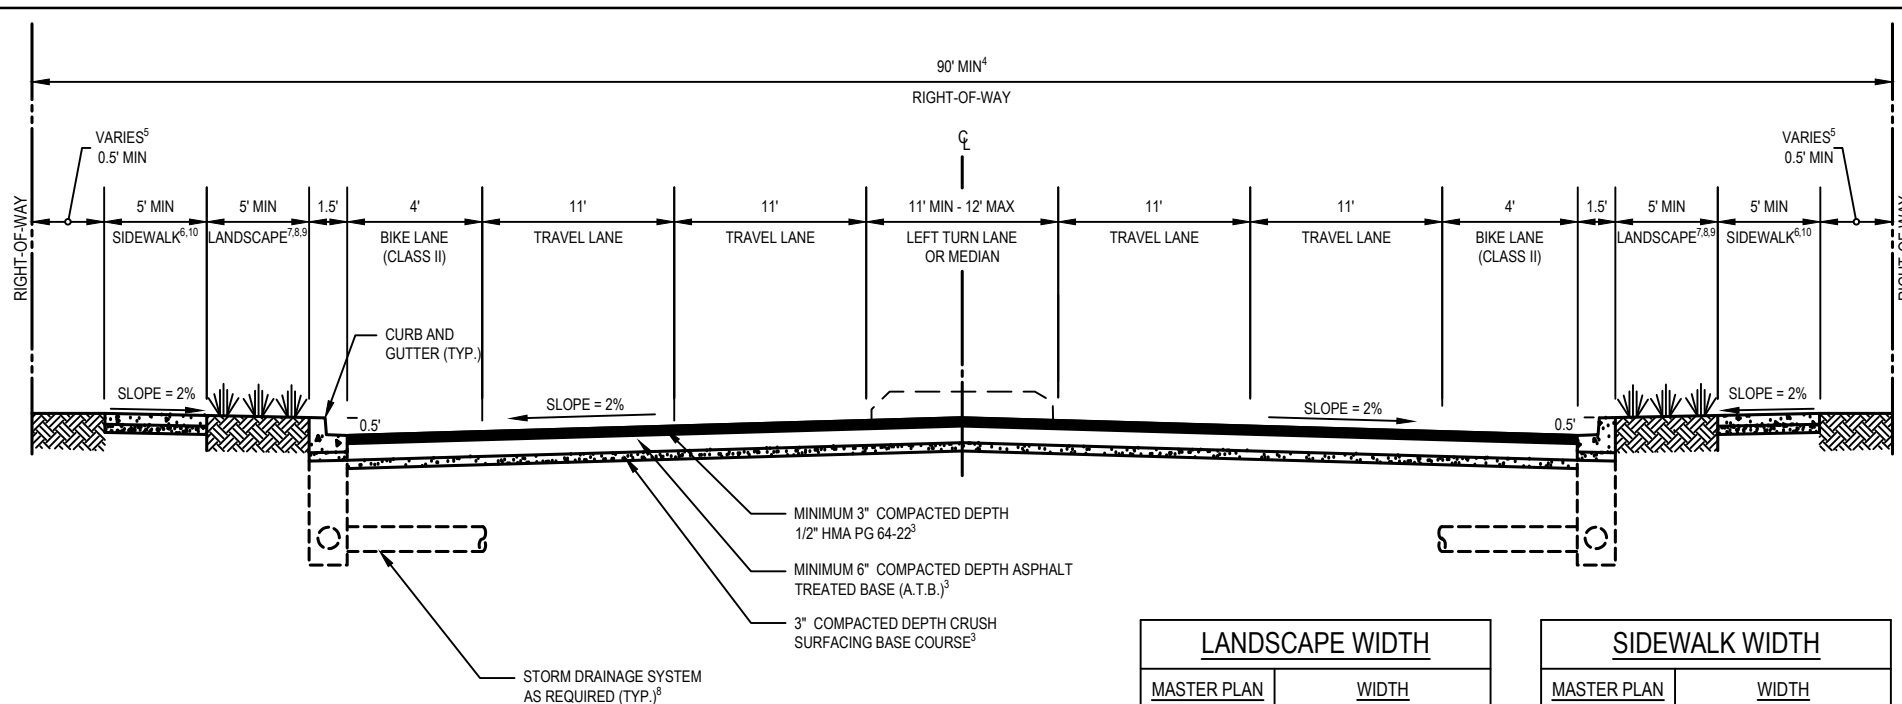 90' MIN4
RIGHT-OF-WAY
℄
VARIES5
0.5' MIN
VARIES5
0.5' MIN
RIGHT-OF-WAY
5' MIN
5' MIN
1.5'
4'
11'
11'
11' MIN - 12' MAX
11'
11'
4'
1.5'
5' MIN
5' MIN
SIDEWALK6,10
LANDSCAPE7,8,9
BIKE LANE
(CLASS II)
TRAVEL LANE
TRAVEL LANE
LEFT TURN LANE
OR MEDIAN
TRAVEL LANE
TRAVEL LANE
BIKE LANE
(CLASS II)
LANDSCAPE7,8,9
SIDEWALK6,10
RIGHT-OF-WAY
CURB AND
GUTTER (TYP.)
SLOPE = 2%
0.5'
SLOPE = 2%
SLOPE = 2%
0.5'
SLOPE = 2%
MINIMUM 3" COMPACTED DEPTH
1/2" HMA PG 64-223
MINIMUM 6" COMPACTED DEPTH ASPHALT
TREATED BASE (A.T.B.)3
3" COMPACTED DEPTH CRUSH
SURFACING BASE COURSE3
STORM DRAINAGE SYSTEM
AS REQUIRED (TYP.)8
LANDSCAPE WIDTH
MASTER PLAN WIDTH
SIDEWALK WIDTH
MASTER PLAN WIDTH